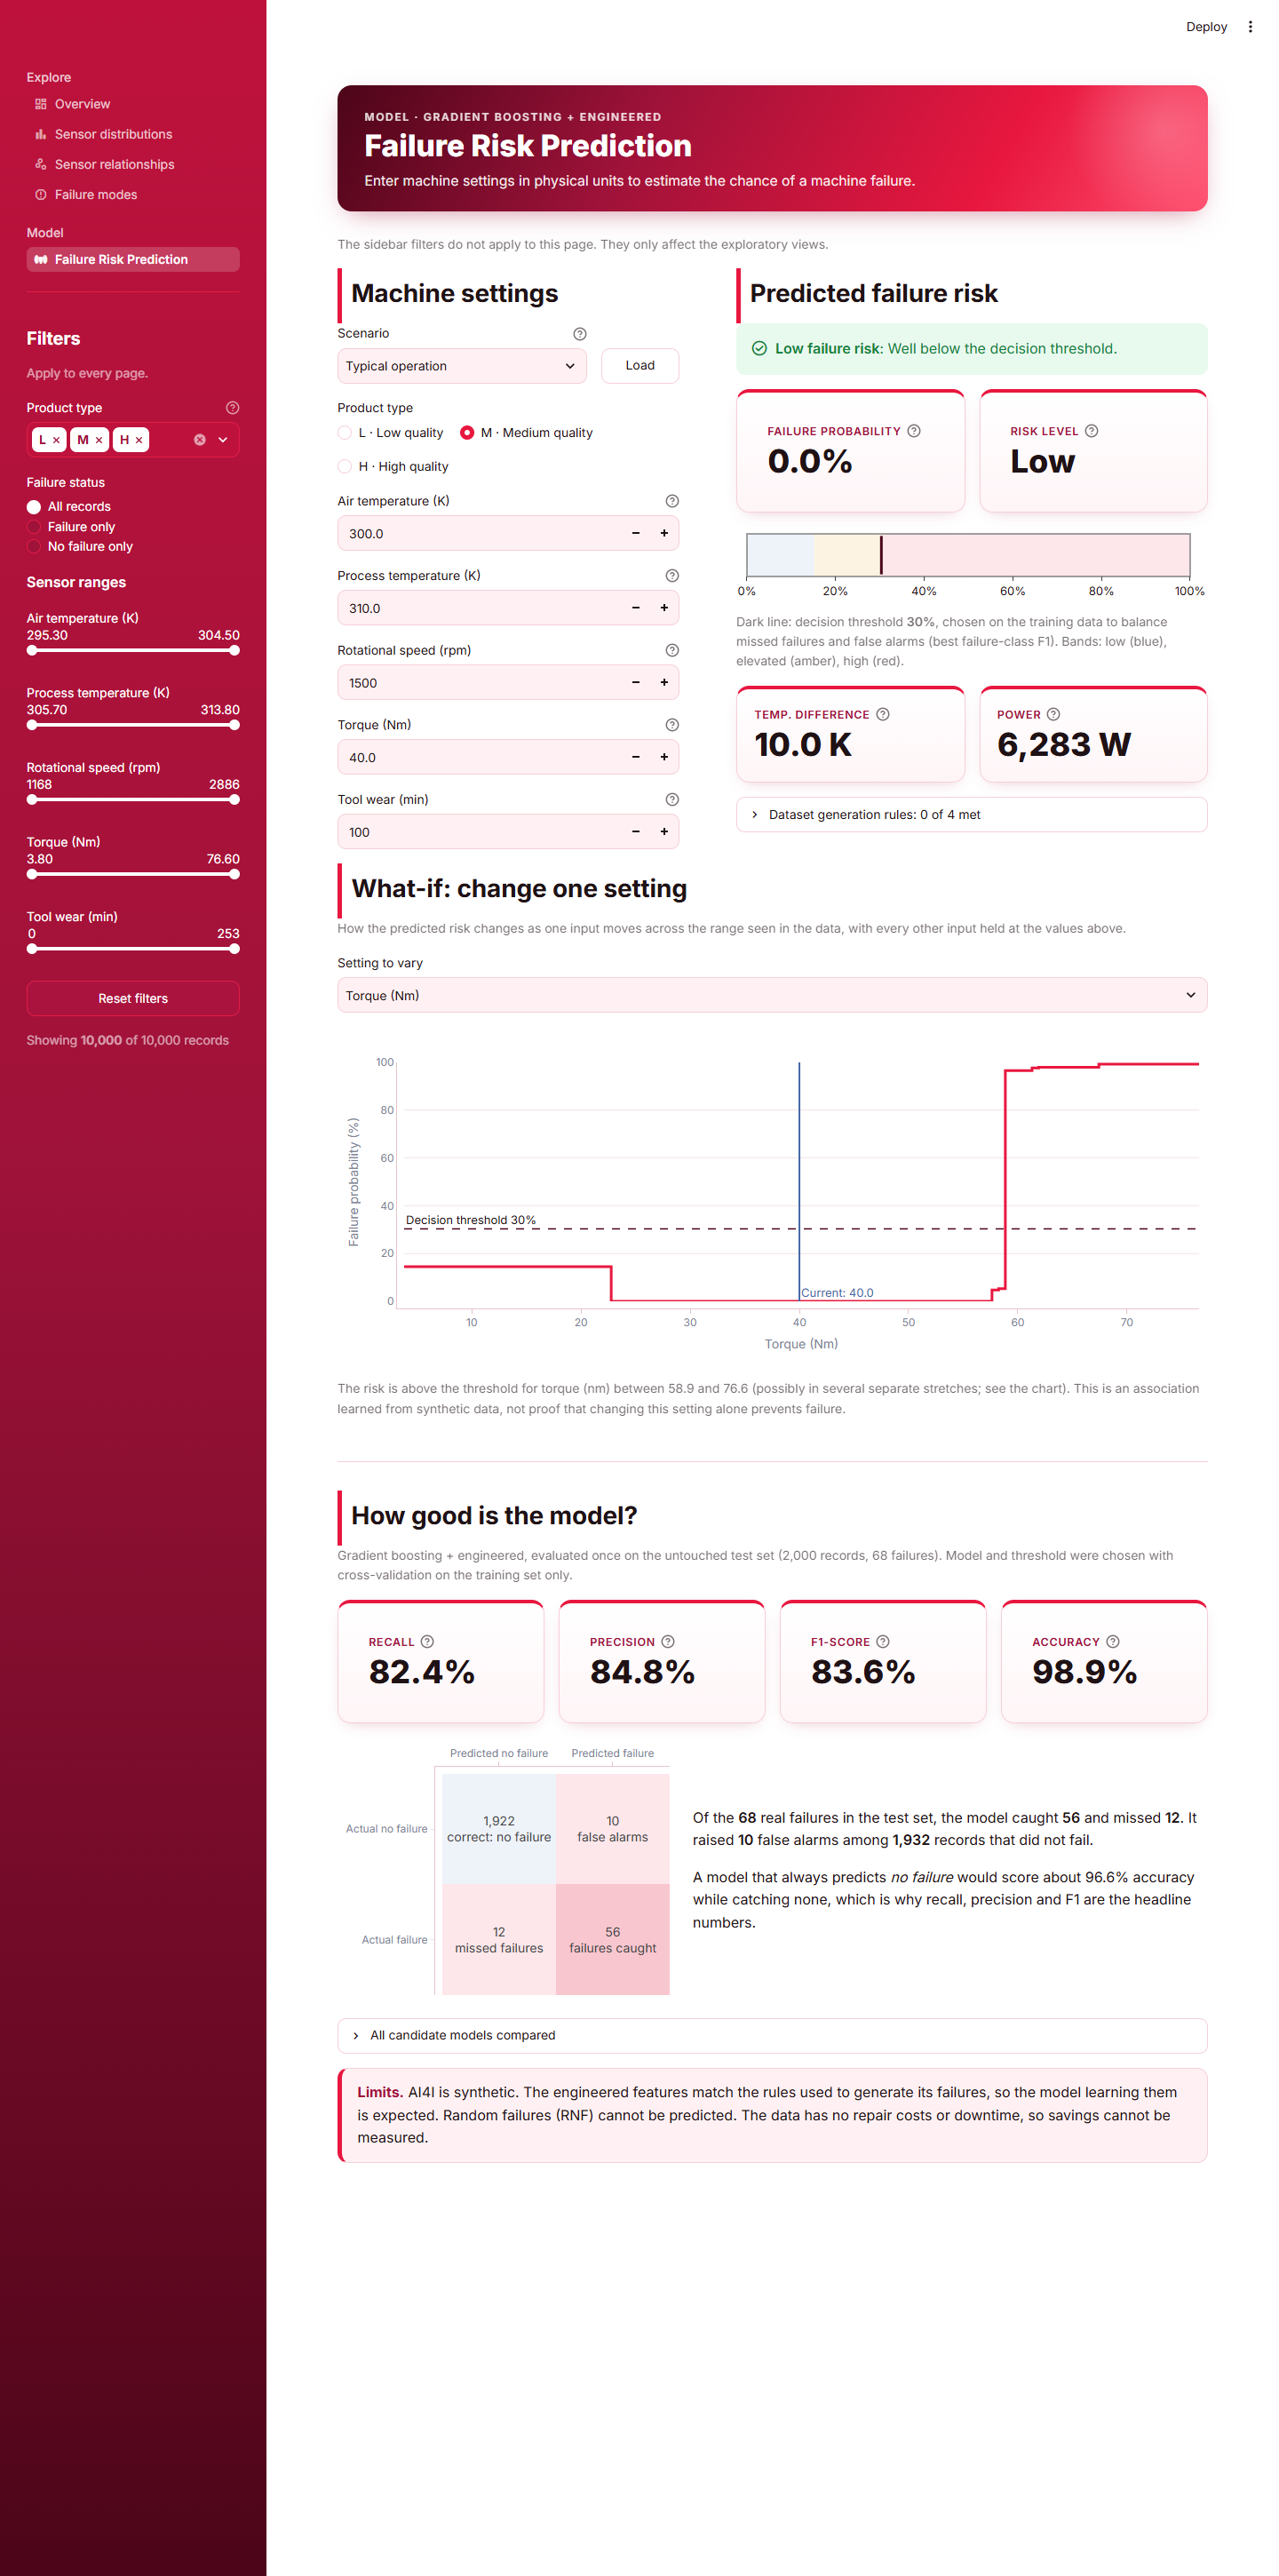 Deploy
Explore
Overview
Sensor distributions
Sensor relationships
Failure modes
Model
Failure Risk Prediction
Filters
Apply to every page.
Product type
L × M × H ×
Failure status
All records
Failure only
No failure only
Sensor ranges
Air temperature (K)
295.30 304.50
Process temperature (K)
305.70 313.80
Rotational speed (rpm)
1168 2886
Torque (Nm)
3.80 76.60
Tool wear (min)
0 253
Reset filters
Showing 10,000 of 10,000 records
MODEL · GRADIENT BOOSTING + ENGINEERED
Failure Risk Prediction
Enter machine settings in physical units to estimate the chance of a machine failure.
The sidebar filters do not apply to this page. They only affect the exploratory views.
Machine settings
Scenario
Typical operation
Load
Product type
L · Low quality M · Medium quality
H · High quality
Air temperature (K)
300.0
Process temperature (K)
310.0
Rotational speed (rpm)
1500
Torque (Nm)
40.0
Tool wear (min)
100
Predicted failure risk
Low failure risk: Well below the decision threshold.
FAILURE PROBABILITY
0.0%
RISK LEVEL
Low
0% 20% 40% 60% 80% 100%
Dark line: decision threshold 30%, chosen on the training data to balance
missed failures and false alarms (best failure-class F1). Bands: low (blue),
elevated (amber), high (red).
TEMP. DIFFERENCE
10.0 K
POWER
6,283 W
Dataset generation rules: 0 of 4 met
What-if: change one setting
How the predicted risk changes as one input moves across the range seen in the data, with every other input held at the values above.
Setting to vary
Torque (Nm)
Failure probability (%)
100
80
60
40
20
0
Decision threshold 30%
Current: 40.0
10 20 30 40 50 60 70
Torque (Nm)
The risk is above the threshold for torque (nm) between 58.9 and 76.6 (possibly in several separate stretches; see the chart). This is an association
learned from synthetic data, not proof that changing this setting alone prevents failure.
How good is the model?
Gradient boosting + engineered, evaluated once on the untouched test set (2,000 records, 68 failures). Model and threshold were chosen with
cross-validation on the training set only.
RECALL
82.4%
PRECISION
84.8%
F1-SCORE
83.6%
ACCURACY
98.9%
Predicted no failure Predicted failure
Actual no failure
1,922
correct: no failure
10
false alarms
Actual failure
12
missed failures
56
failures caught
Of the 68 real failures in the test set, the model caught 56 and missed 12. It
raised 10 false alarms among 1,932 records that did not fail.
A model that always predicts no failure would score about 96.6% accuracy
while catching none, which is why recall, precision and F1 are the headline
numbers.
All candidate models compared
Limits. AI4I is synthetic. The engineered features match the rules used to generate its failures, so the model learning them
is expected. Random failures (RNF) cannot be predicted. The data has no repair costs or downtime, so savings cannot be
measured.